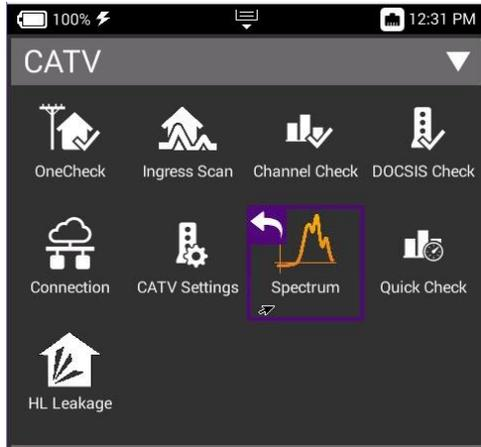 100% 12:31 PM
CATV
OneCheck Ingress Scan Channel Check DOCSIS Check
Connection CATV Settings Spectrum Quick Check
HL Leakage